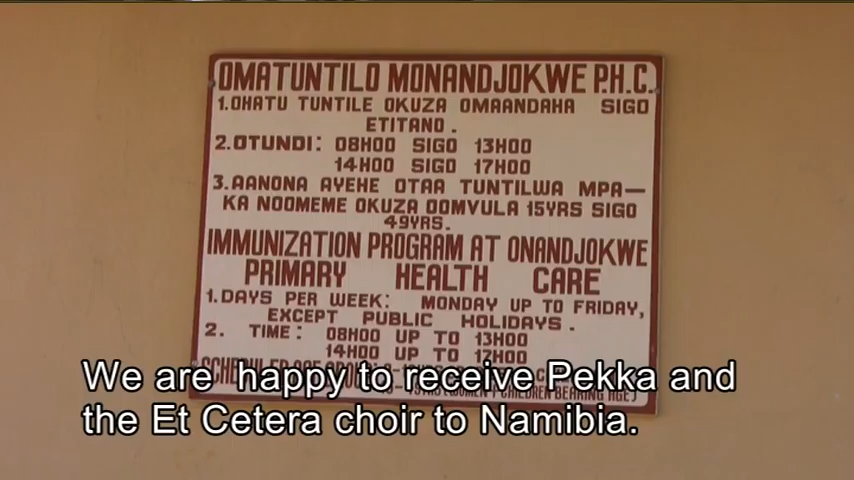 OMATUNTILO MONANDJOKWE P.H.C.
1.OHATU TUNTILE OKUZA OMAANDAHA SIGO
ETITANO.
2.OTUNDI: 08H00 SIGO 13H00
14H00 SIGO 17H00
3.AANONA AYEHE OTAA TUNTILWA MPA—
KA NOOMEME OKUZA OOMVULA 15YRS SIGO
49YRS.
IMMUNIZATION PROGRAM AT ONANDJOKWE
PRIMARY HEALTH CARE
1.DAYS PER WEEK: MONDAY UP TO FRIDAY,
EXCEPT PUBLIC HOLIDAYS.
2. TIME: 08H00 UP TO 13H00
14H00 UP TO 17H00
BEARING AGE)
We are happy to receive Pekka and
the Et Cetera choir to Namibia.